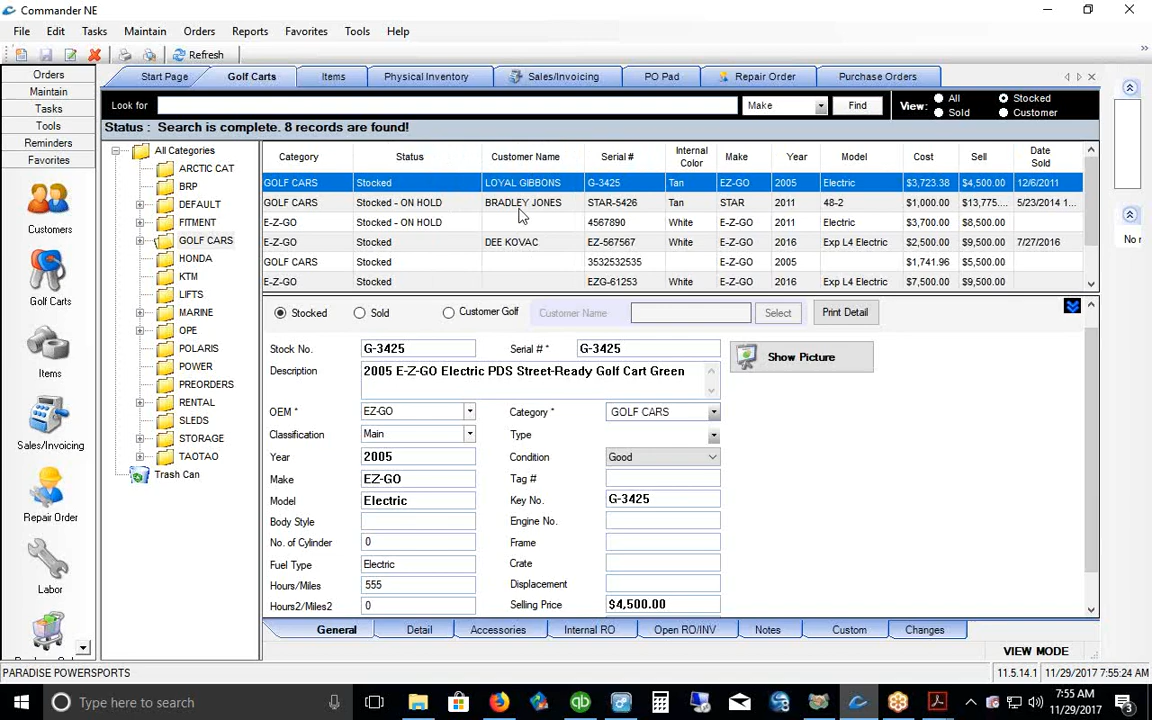 Commander NE
File Edit Tasks Maintain Orders Reports Favorites Tools Help
Refresh
Orders
Maintain
Tasks
Tools
Reminders
Favorites
Customers
Golf Carts
Items
Sales/Invoicing
Repair Order
Labor
Start Page Golf Carts Items Physical Inventory Sales/Invoicing PO Pad Repair Order Purchase Orders
Look for Make Find View: All Stocked Sold Customer
Status : Search is complete. 8 records are found!
All Categories
ARCTIC CAT
BRP
DEFAULT
FITMENT
GOLF CARS
HONDA
KTM
LIFTS
MARINE
OPE
POLARIS
POWER
PREORDERS
RENTAL
SLEDS
STORAGE
TAOTAO
Trash Can
Category Status Customer Name Serial # Internal Color Make Year Model Cost Sell Date Sold
GOLF CARS Stocked LOYAL GIBBONS G-3425 Tan EZ-GO 2005 Electric $3,723.38 $4,500.00 12/6/2011
GOLF CARS Stocked - ON HOLD BRADLEY JONES STAR-5426 Tan STAR 2011 48-2 $1,000.00 $13,775.... 5/23/2014 1...
E-Z-GO Stocked - ON HOLD 4567890 White E-Z-GO 2011 Electric $3,700.00 $8,500.00
E-Z-GO Stocked DEE KOVAC EZ-567567 White E-Z-GO 2016 Exp L4 Electric $2,500.00 $9,500.00 7/27/2016
GOLF CARS Stocked 3532532535 E-Z-GO 2005 $1,741.96 $5,500.00
E-Z-GO Stocked EZG-61253 White E-Z-GO 2016 Exp L4 Electric $7,500.00 $9,500.00
Stocked Sold Customer Golf Customer Name Select Print Detail
Stock No. G-3425 Serial # * G-3425
Show Picture
Description 2005 E-Z-GO Electric PDS Street-Ready Golf Cart Green
OEM * EZ-GO Category * GOLF CARS
Classification Main Type
Year 2005 Condition Good
Make EZ-GO Tag #
Model Electric Key No. G-3425
Body Style Engine No.
No. of Cylinder 0 Frame
Fuel Type Electric Crate
Hours/Miles 555 Displacement
Hours2/Miles2 0 Selling Price $4,500.00
General Detail Accessories Internal RO Open RO/INV Notes Custom Changes
VIEW MODE
PARADISE POWERSPORTS 11.5.14.1 11/29/2017 7:55:24 AM
Type here to search
7:55 AM
11/29/2017
3